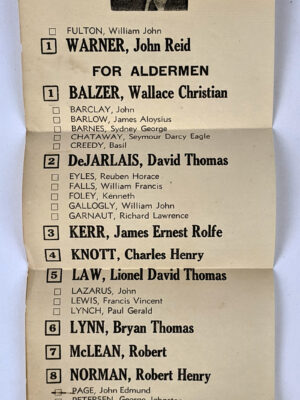 FULTON, William John
1 WARNER, John Reid
FOR ALDERMEN
1 BALZER, Wallace Christian
BARCLAY, John
BARLOW, James Aloysius
BARNES, Sydney George
CHATAWAY, Seymour Darcy Eagle
CREEDY, Basil
2 DeJARLAIS, David Thomas
EYLES, Reuben Horace
FALLS, William Francis
FOLEY, Kenneth
GALLOGLY, William John
GARNAUT, Richard Lawrence
3 KERR, James Ernest Rolfe
4 KNOTT, Charles Henry
5 LAW, Lionel David Thomas
LAZARUS, John
LEWIS, Francis Vincent
LYNCH, Paul Gerald
6 LYNN, Bryan Thomas
7 McLEAN, Robert
8 NORMAN, Robert Henry
PAGE, John Edmund
PETERSEN, George Johnston